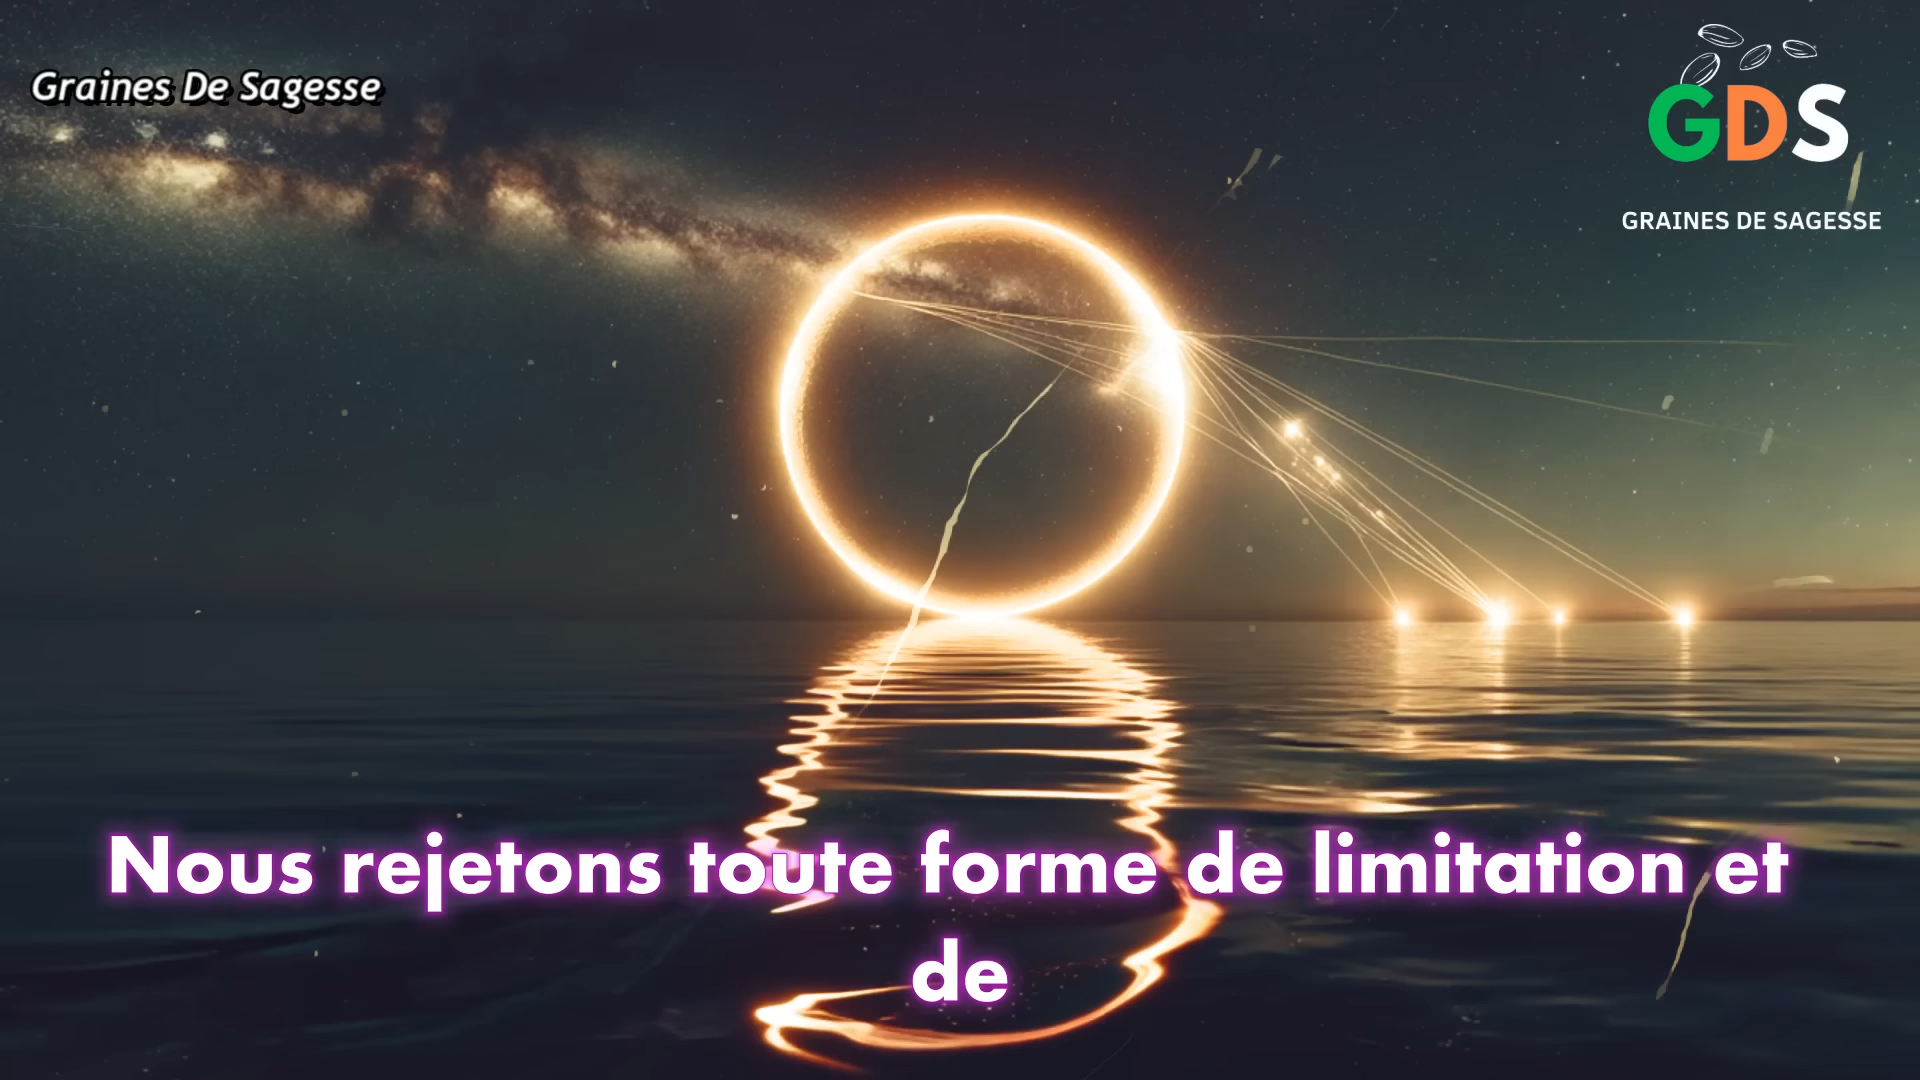 Graines De Sagesse
GDS
GRAINES DE SAGESSE
Nous rejetons toute forme de limitation et
de